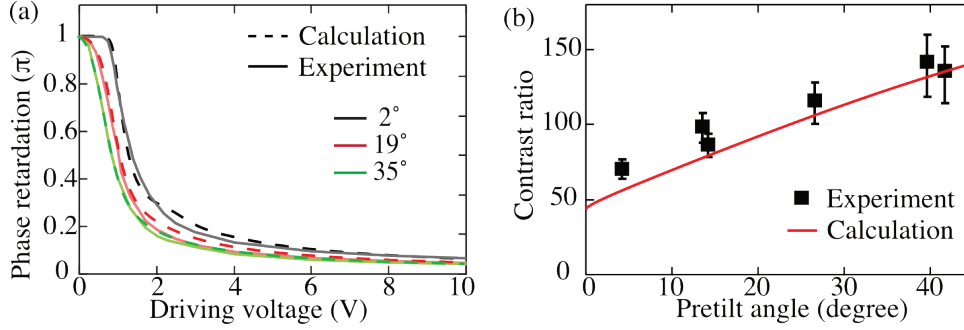 (a)
Phase retardation (π)
1
0.8
0.6
0.4
0.2
0
Calculation
Experiment
2°
19°
35°
0
2
4
6
8
10
Driving voltage (V)
(b)
Contrast ratio
150
100
50
0
Experiment
Calculation
0
10
20
30
40
Pretilt angle (degree)